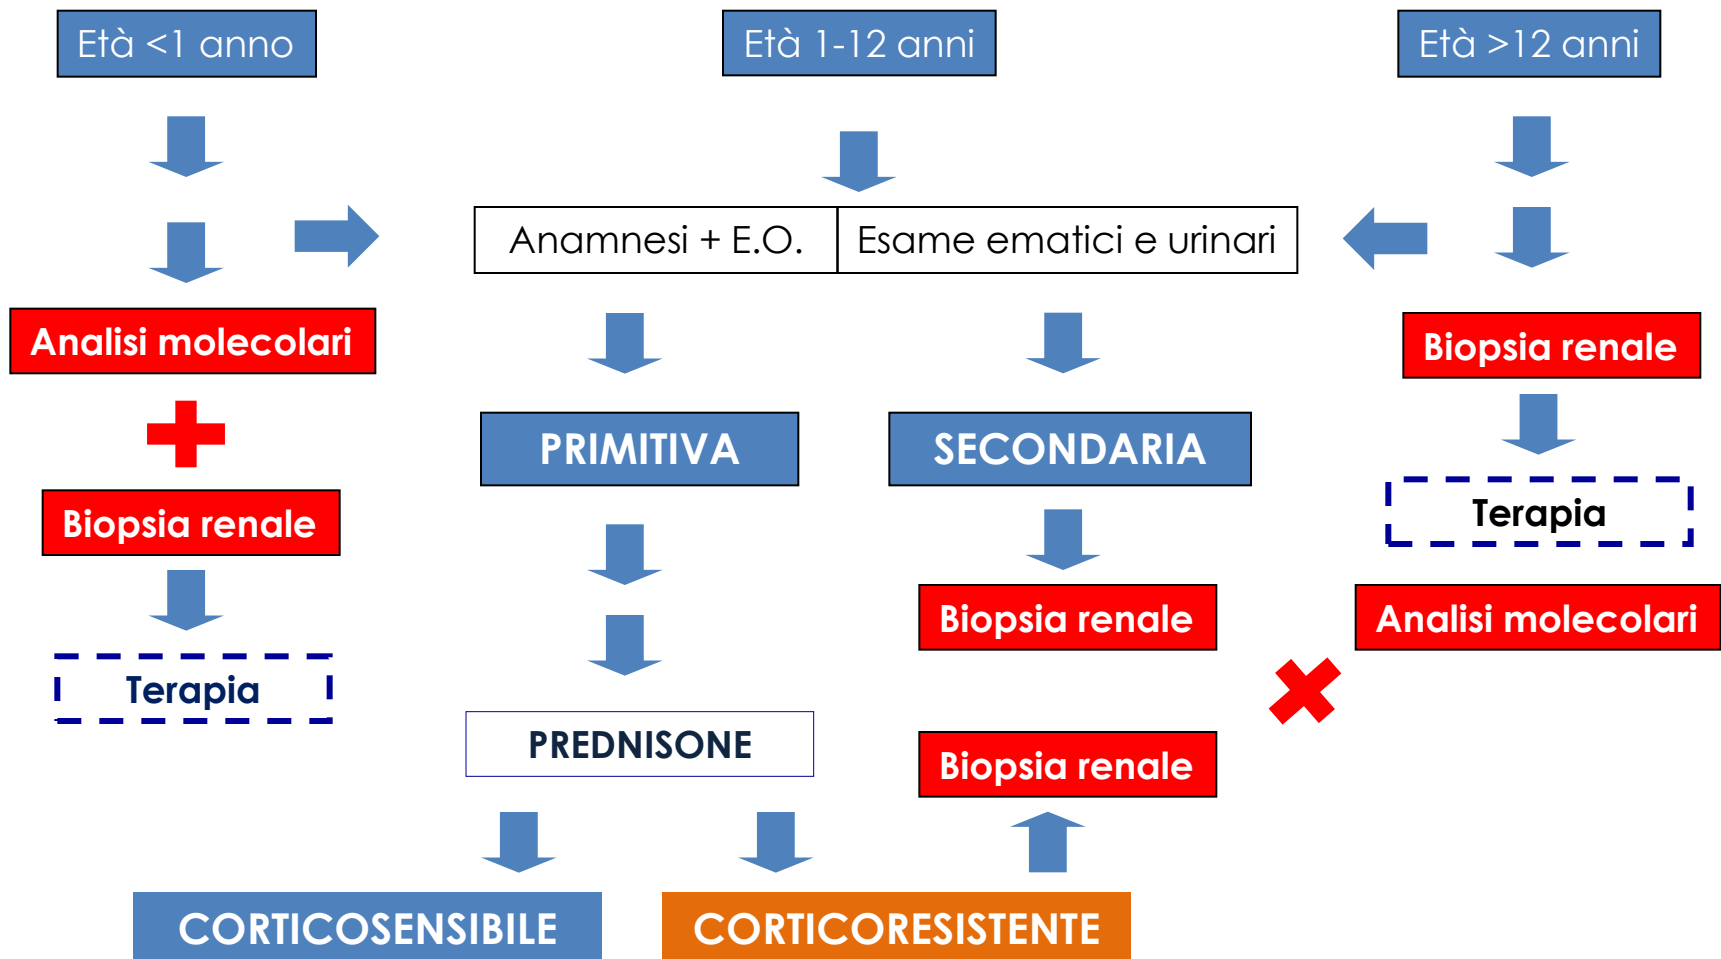 Età <1 anno
Età 1-12 anni
Età >12 anni
Anamnesi + E.O.
Esame ematici e urinari
Analisi molecolari
Biopsia renale
PRIMITIVA
SECONDARIA
Biopsia renale
Terapia
Biopsia renale
Analisi molecolari
Terapia
PREDNISONE
Biopsia renale
CORTICOSENSIBILE
CORTICORESISTENTE